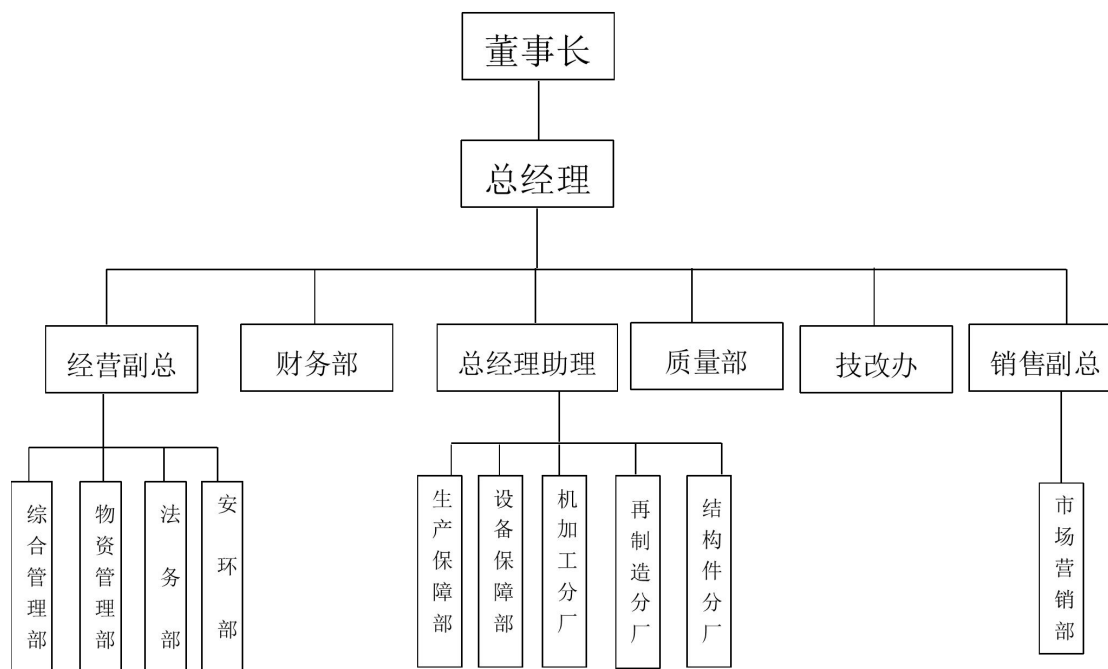 董事长
总经理
经营副总
财务部
总经理助理
质量部
技改办
销售副总
综合管理部
物资管理部
法务部
安环部
生产保障部
设备保障部
机加工分厂
再制造分厂
结构件分厂
市场营销部